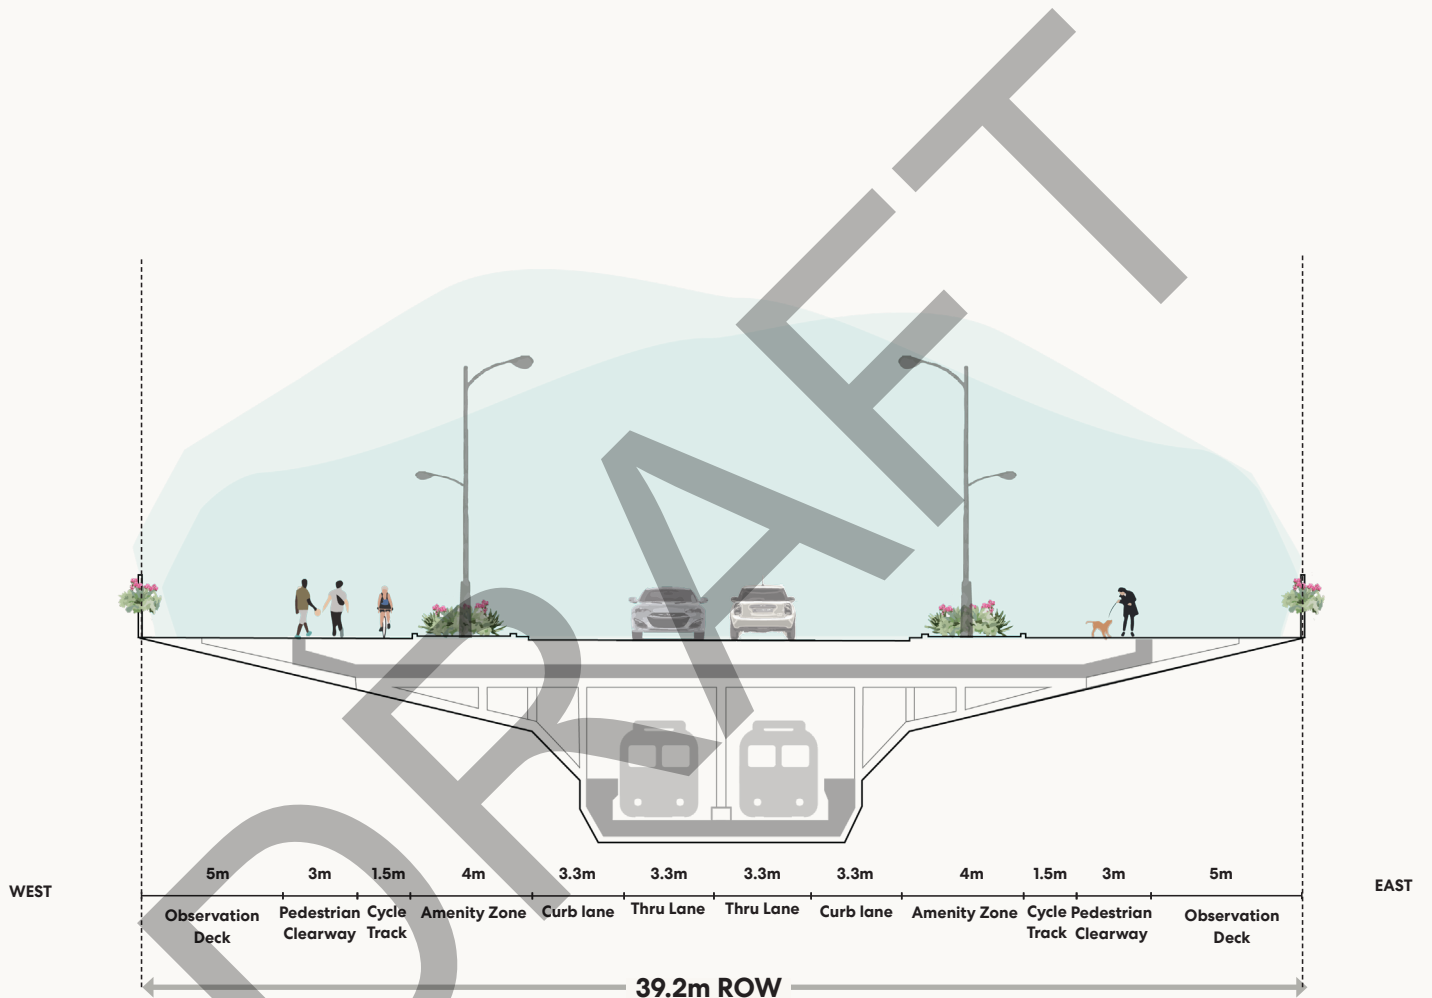 DRAFT
5m 3m 1.5m 4m 3.3m 3.3m 3.3m 3.3m 4m 1.5m 3m 5m
WEST
EAST
Observation
Deck
Pedestrian
Clearway
Cycle
Track
Amenity Zone
Curb lane
Thru Lane
Thru Lane
Curb lane
Amenity Zone
Cycle
Track
Pedestrian
Clearway
Observation
Deck
39.2m ROW